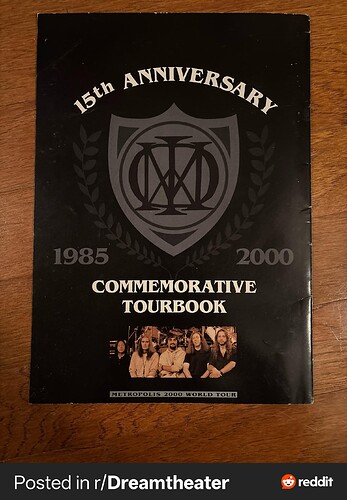 15th ANNIVERSARY
1985 2000
COMMEMORATIVE
TOURBOOK
METROPOLIS 2000 WORLD TOUR
Posted in r/Dreamtheater reddit